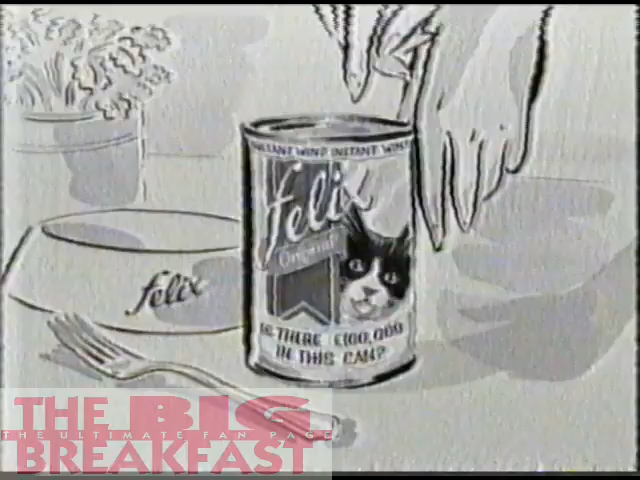 INSTANT WIN? INSTANT WIN?
felix
Original
IS THERE £100,000
IN THIS CAN?
felix
THE BIG
THE ULTIMATE FAN PAGE
BREAKFAST